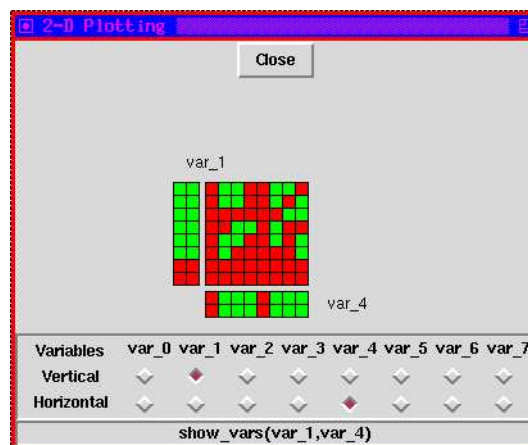 2-D Plotting
Close
var_1
var_4
Variables var_0 var_1 var_2 var_3 var_4 var_5 var_6 var_7
Vertical
Horizontal
show_vars(var_1,var_4)